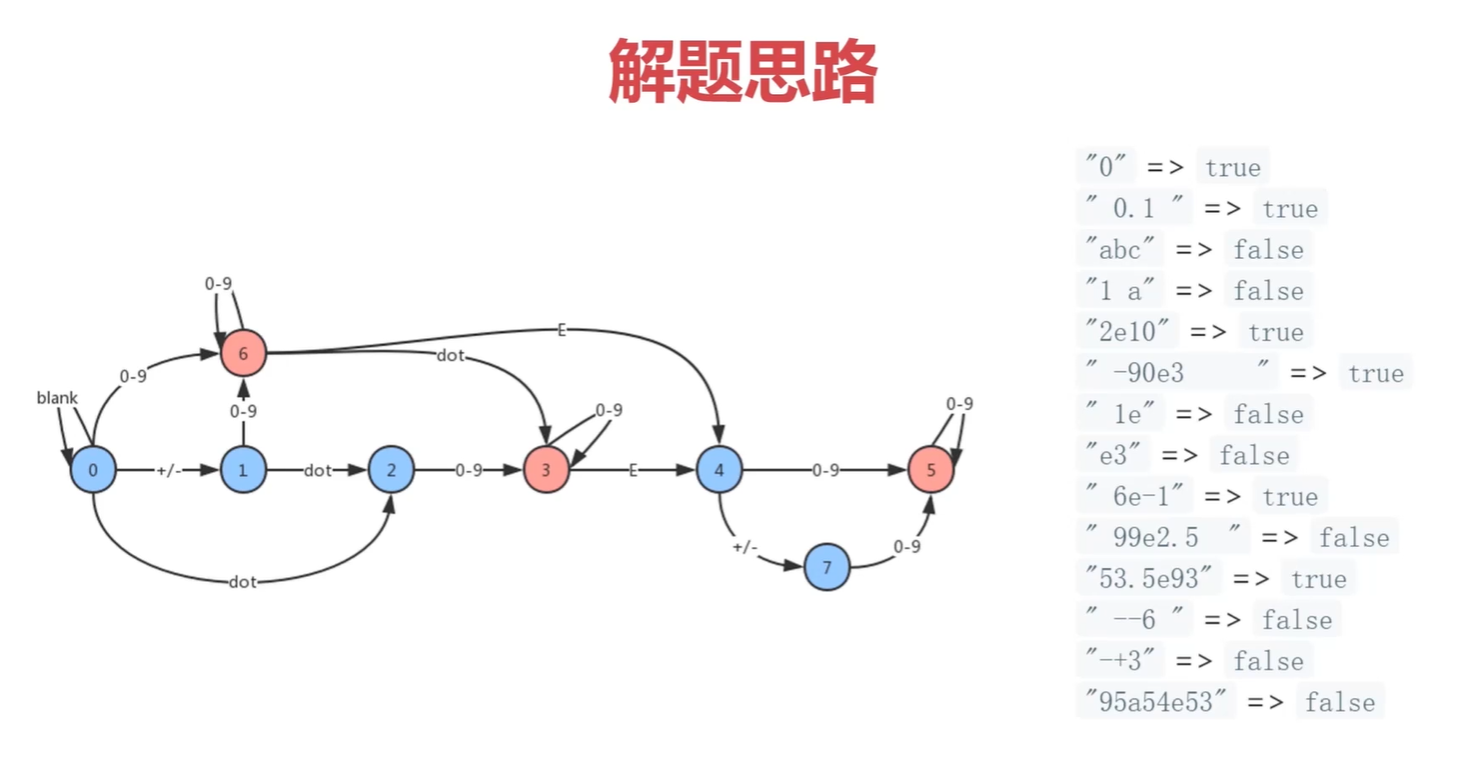 解题思路
0-9
6
E
dot
0-9
blank
0-9
0-9
0-9
0
+/-
1
dot
2
0-9
3
E
4
0-9
5
+/-
7
0-9
dot
"0" => true
" 0.1 " => true
"abc" => false
"1 a" => false
"2e10" => true
" -90e3     " => true
" 1e" => false
"e3" => false
" 6e-1" => true
" 99e2.5  " => false
"53.5e93" => true
" --6 " => false
"-+3" => false
"95a54e53" => false